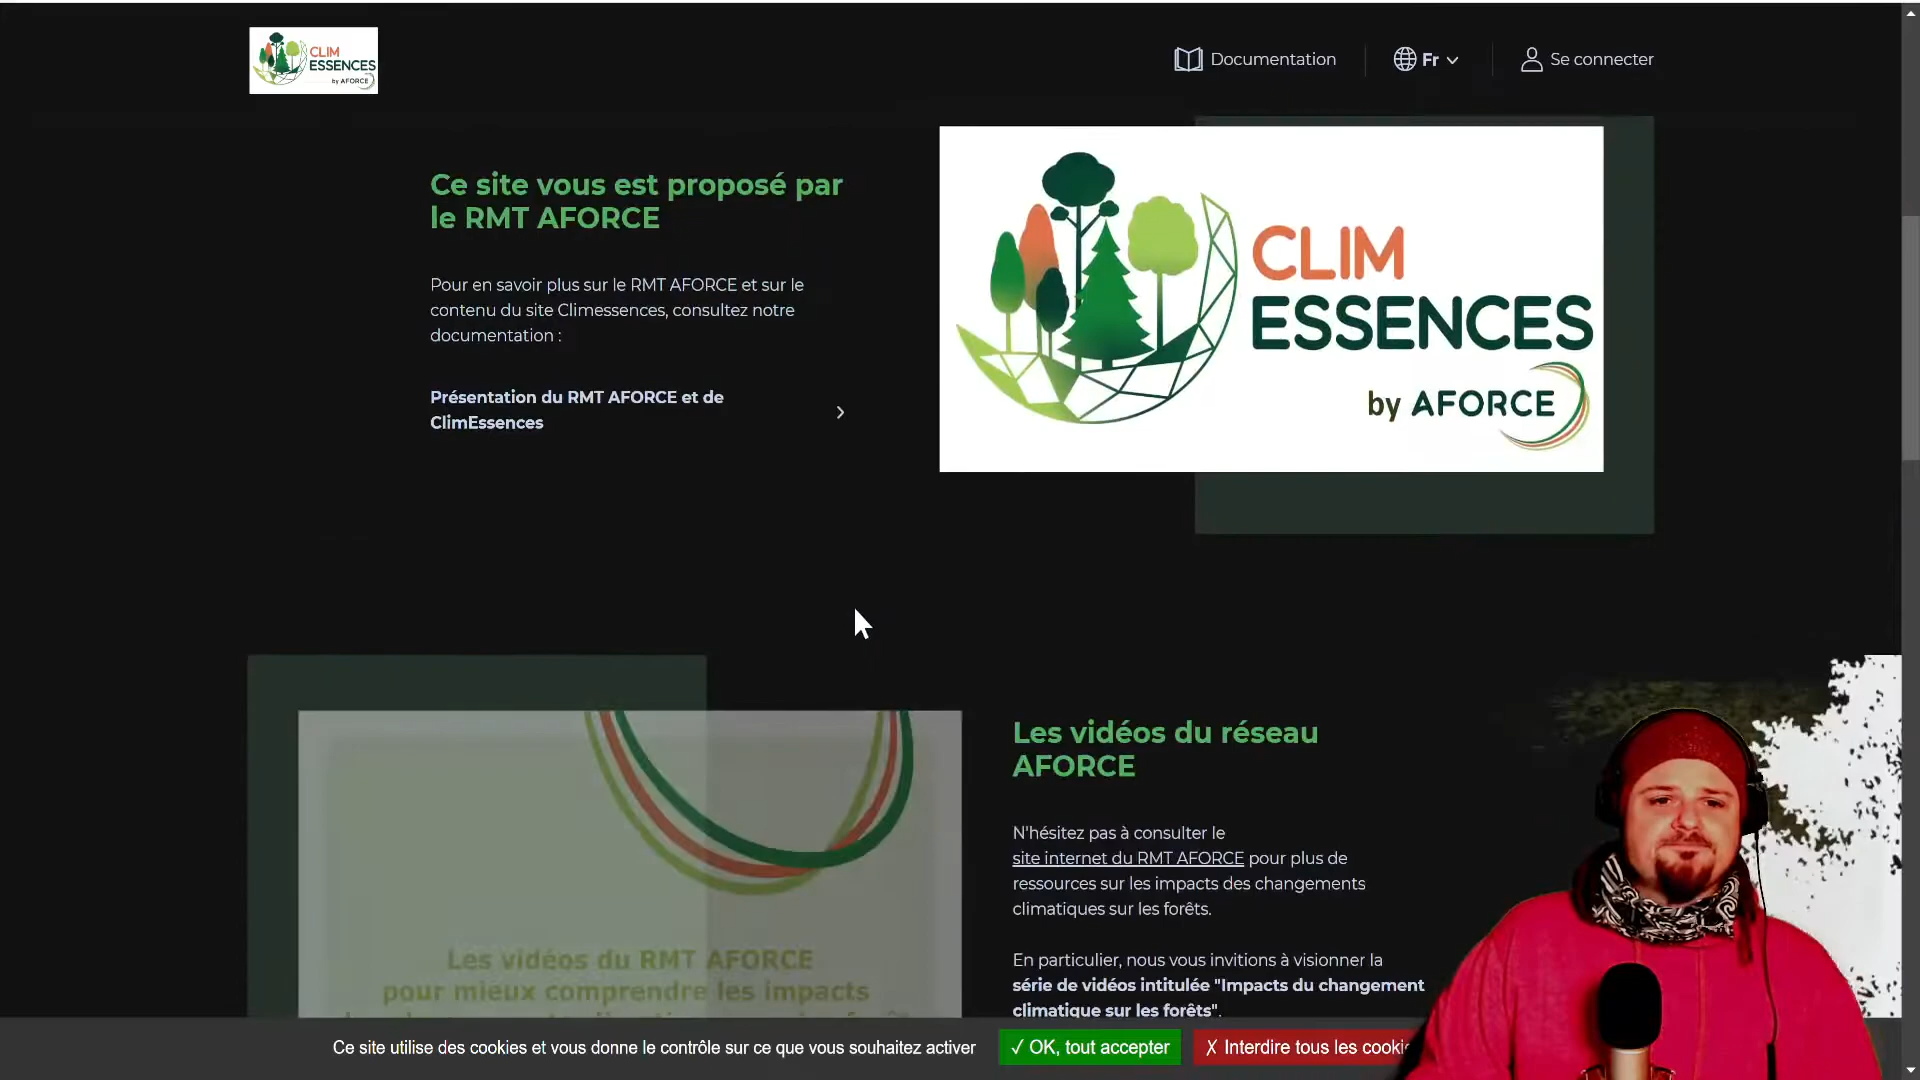 CLIM
ESSENCES
by AFORCE
Documentation
Fr
Se connecter
Ce site vous est proposé par
le RMT AFORCE
Pour en savoir plus sur le RMT AFORCE et sur le
contenu du site Climessences, consultez notre
documentation :
Présentation du RMT AFORCE et de
ClimEssences
CLIM
ESSENCES
by AFORCE
Les vidéos du RMT AFORCE
pour mieux comprendre les impacts
Les vidéos du réseau
AFORCE
N'hésitez pas à consulter le
site internet du RMT AFORCE pour plus de
ressources sur les impacts des changements
climatiques sur les forêts.
En particulier, nous vous invitions à visionner la
série de vidéos intitulée "Impacts du changement
climatique sur les forêts".
Ce site utilise des cookies et vous donne le contrôle sur ce que vous souhaitez activer
✓ OK, tout accepter
✗ Interdire tous les cooki